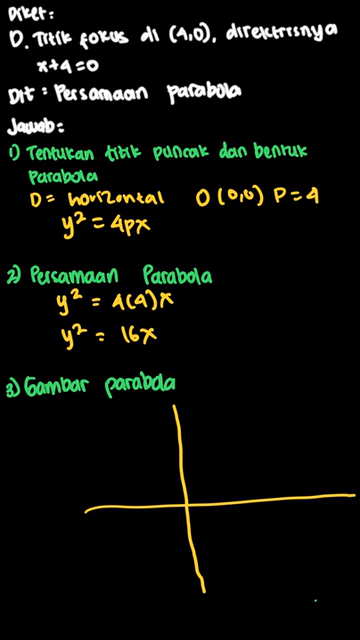 Diket:
D. Titik fokus di (4,0), direktrisnya
x+4=0
Dit : Persamaan parabola
Jawab:
1) Tentukan titik puncak dan bentuk
Parabola
D = horizontal O (0,0) P = 4
y² = 4px
2) Persamaan Parabola
y² = 4(4)x
y² = 16x
3) Gambar parabola